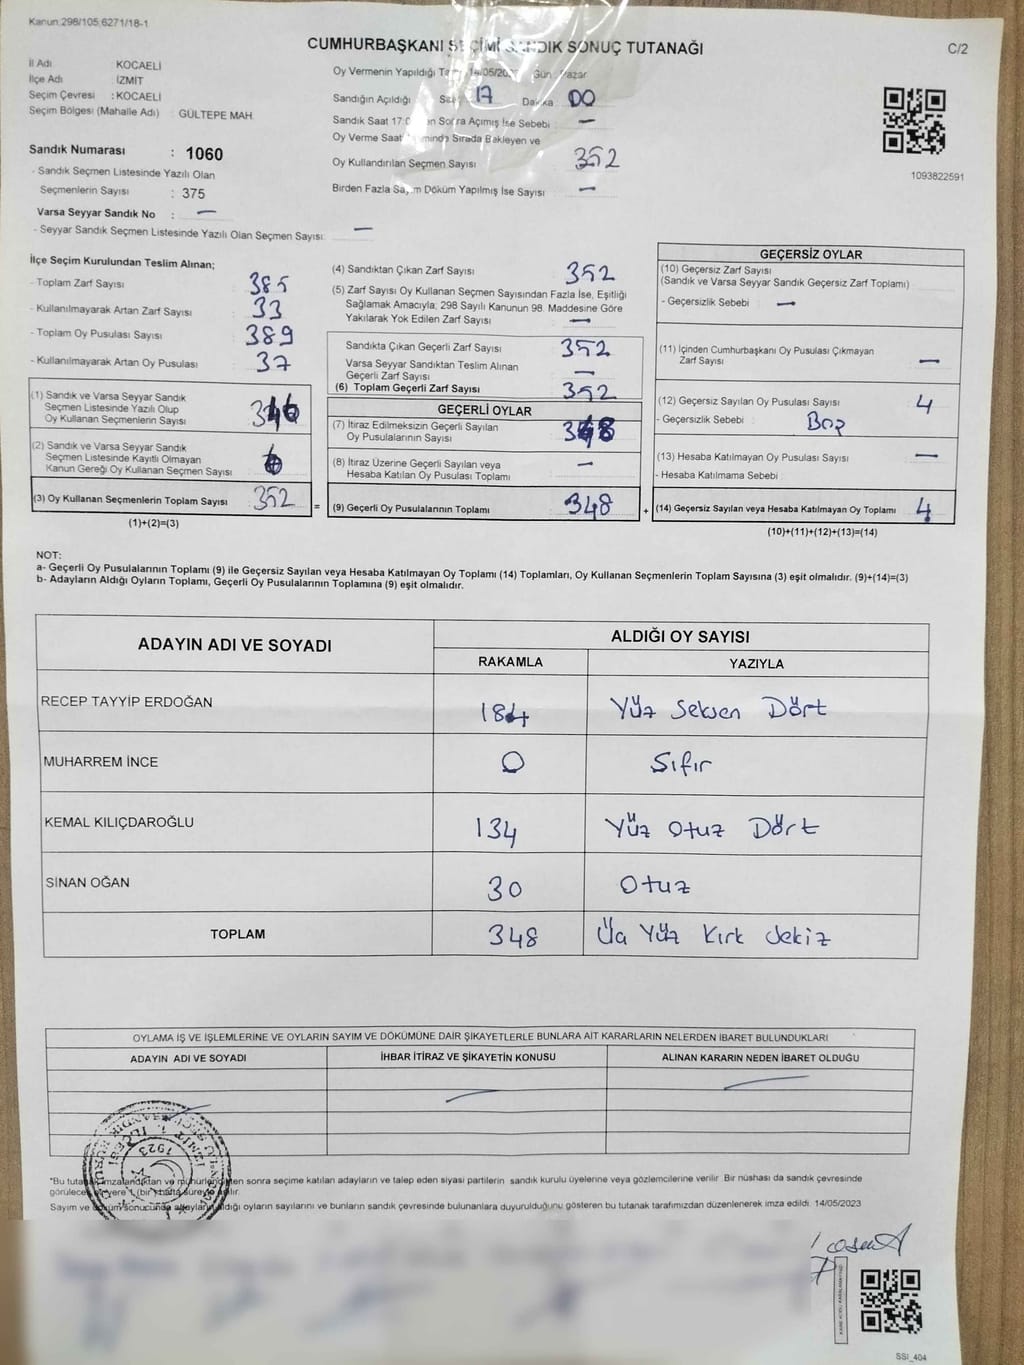 Kanun 298/105,6271/18-1
CUMHURBAŞKANI SEÇİMİ SANDIK SONUÇ TUTANAĞI
C/2
İl Adı KOCAELİ
İlçe Adı : İZMİT
Seçim Çevresi : KOCAELİ
Seçim Bölgesi (Mahalle Adı) : GÜLTEPE MAH.
Sandık Numarası : 1060
- Sandık Seçmen Listesinde Yazılı Olan
Seçmenlerin Sayısı : 375
Varsa Seyyar Sandık No : —
- Seyyar Sandık Seçmen Listesinde Yazılı Olan Seçmen Sayısı: —
Oy Vermenin Yapıldığı Gün : Pazar
Sandığın Açıldığı 17 Dakika 00
Sandık Saat Sonra Açımış İse Sebebi : —
Oy Verme Sırada Bekleyen ve
Oy Kullandırılan Seçmen Sayısı 352
Birden Fazla Sayım Döküm Yapılmış İse Sayısı —
1093822591
İlçe Seçim Kurulundan Teslim Alınan;
- Toplam Zarf Sayısı 385
- Kullanılmayarak Artan Zarf Sayısı 33
- Toplam Oy Pusulası Sayısı 389
- Kullanılmayarak Artan Oy Pusulası 37
(1) Sandık ve Varsa Seyyar Sandık
Seçmen Listesinde Yazılı Olup
Oy Kullanan Seçmenlerin Sayısı
(2) Sandık ve Varsa Seyyar Sandık
Seçmen Listesinde Kayıtlı Olmayan
Kanun Gereği Oy Kullanan Seçmen Sayısı
(3) Oy Kullanan Seçmenlerin Toplam Sayısı 352 =
(1)+(2)=(3)
(4) Sandıktan Çıkan Zarf Sayısı 352
(5) Zarf Sayısı Oy Kullanan Seçmen Sayısından Fazla İse, Eşitliği
Sağlamak Amacıyla; 298 Sayılı Kanunun 98. Maddesine Göre
Yakılarak Yok Edilen Zarf Sayısı —
Sandıkta Çıkan Geçerli Zarf Sayısı 352
Varsa Seyyar Sandıktan Teslim Alınan
Geçerli Zarf Sayısı —
(6) Toplam Geçerli Zarf Sayısı 352
GEÇERLİ OYLAR
(7) İtiraz Edilmeksizin Geçerli Sayılan
Oy Pusulalarının Sayısı 348
(8) İtiraz Üzerine Geçerli Sayılan veya
Hesaba Katılan Oy Pusulası Toplamı —
(9) Geçerli Oy Pusulalarının Toplamı 348 +
GEÇERSİZ OYLAR
(10) Geçersiz Zarf Sayısı
(Sandık ve Varsa Seyyar Sandık Geçersiz Zarf Toplamı)
- Geçersizlik Sebebi : —
(11) İçinden Cumhurbaşkanı Oy Pusulası Çıkmayan
Zarf Sayısı —
(12) Geçersiz Sayılan Oy Pusulası Sayısı : 4
- Geçersizlik Sebebi : Boş
(13) Hesaba Katılmayan Oy Pusulası Sayısı : —
- Hesaba Katılmama Sebebi :
(14) Geçersiz Sayılan veya Hesaba Katılmayan Oy Toplamı 4
(10)+(11)+(12)+(13)=(14)
NOT:
a- Geçerli Oy Pusulalarının Toplamı (9) ile Geçersiz Sayılan veya Hesaba Katılmayan Oy Toplamı (14) Toplamları, Oy Kullanan Seçmenlerin Toplam Sayısına (3) eşit olmalıdır. (9)+(14)=(3)
b- Adayların Aldığı Oyların Toplamı, Geçerli Oy Pusulalarının Toplamına (9) eşit olmalıdır.
ADAYIN ADI VE SOYADI
ALDIĞI OY SAYISI
RAKAMLA YAZIYLA
RECEP TAYYİP ERDOĞAN 184 Yüz Seksen Dört
MUHARREM İNCE 0 Sıfır
KEMAL KILIÇDAROĞLU 134 Yüz Otuz Dört
SİNAN OĞAN 30 Otuz
TOPLAM 348 Üç Yüz Kırk Sekiz
OYLAMA İŞ VE İŞLEMLERİNE VE OYLARIN SAYIM VE DÖKÜMÜNE DAİR ŞİKAYETLERLE BUNLARA AİT KARARLARIN NELERDEN İBARET BULUNDUKLARI
ADAYIN ADI VE SOYADI İHBAR İTİRAZ VE ŞİKAYETİN KONUSU ALINAN KARARIN NEDEN İBARET OLDUĞU
1923
"Bu tutanak imzalandıktan ve mühürlendikten sonra seçime katılan adayların ve talep eden siyasi partilerin sandık kurulu üyelerine veya gözlemcilerine verilir. Bir nüshası da sandık çevresinde
görülecek bir yere 1 (bir) hafta süreyle asılır.
Sayım ve döküm sonucunda adayların aldığı oyların sayılarını ve bunların sandık çevresinde bulunanlara duyurulduğunu gösteren bu tutanak tarafımızdan düzenlenerek imza edildi. 14/05/2023
SSI_404